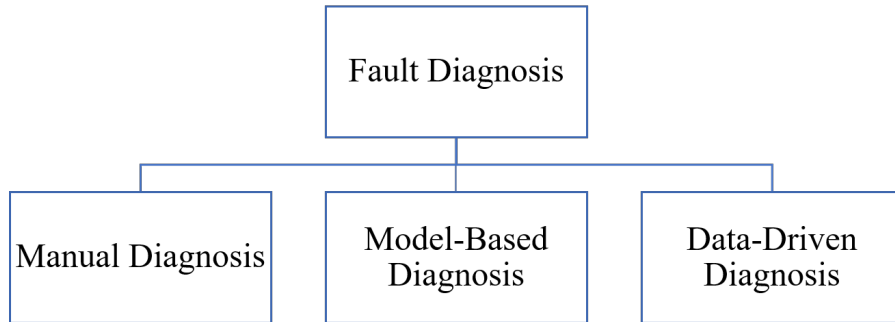 Fault Diagnosis
Manual Diagnosis
Model-Based
Diagnosis
Data-Driven
Diagnosis